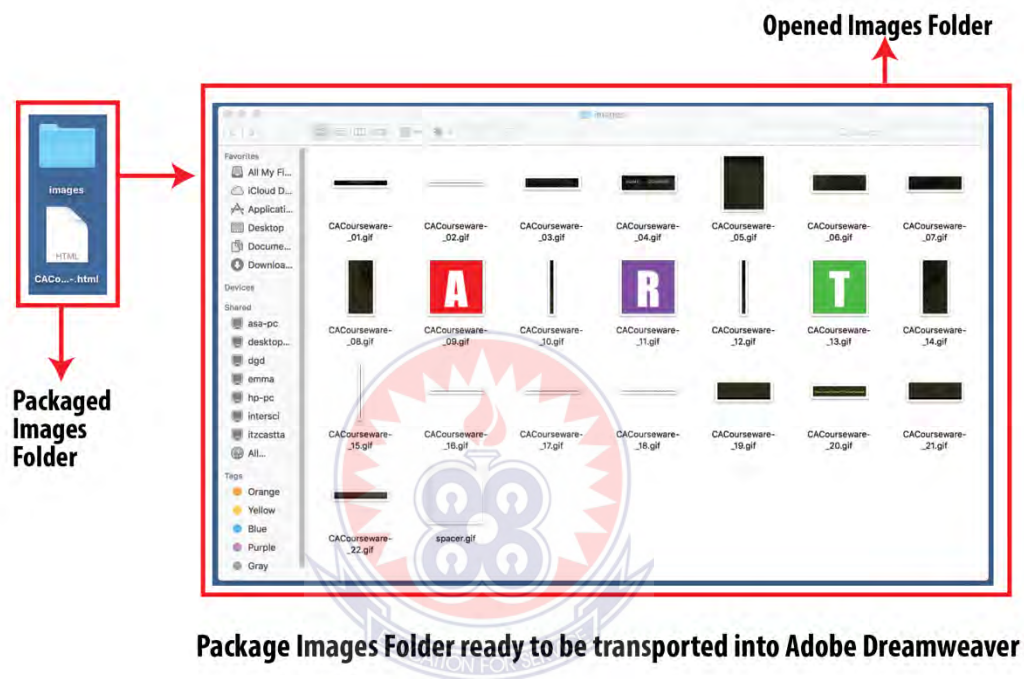 Opened Images Folder
images
Favorites
All My Fi...
iCloud D...
Applicati...
Desktop
Docume...
Downloa...
Devices
Shared
asa-pc
desktop...
dgd
emma
hp-pc
intersci
itzcastta
All...
Tags
Orange
Yellow
Blue
Purple
Gray
CACourseware-
_01.gif
CACourseware-
_02.gif
CACourseware-
_03.gif
CACourseware-
_04.gif
CACourseware-
_05.gif
CACourseware-
_06.gif
CACourseware-
_07.gif
A
R
T
CACourseware-
_08.gif
CACourseware-
_09.gif
CACourseware-
_10.gif
CACourseware-
_11.gif
CACourseware-
_12.gif
CACourseware-
_13.gif
CACourseware-
_14.gif
CACourseware-
_15.gif
CACourseware-
_16.gif
CACourseware-
_17.gif
CACourseware-
_18.gif
CACourseware-
_19.gif
CACourseware-
_20.gif
CACourseware-
_21.gif
CACourseware-
_22.gif
spacer.gif
images
HTML
CACo...-.html
Packaged
Images
Folder
Package Images Folder ready to be transported into Adobe Dreamweaver